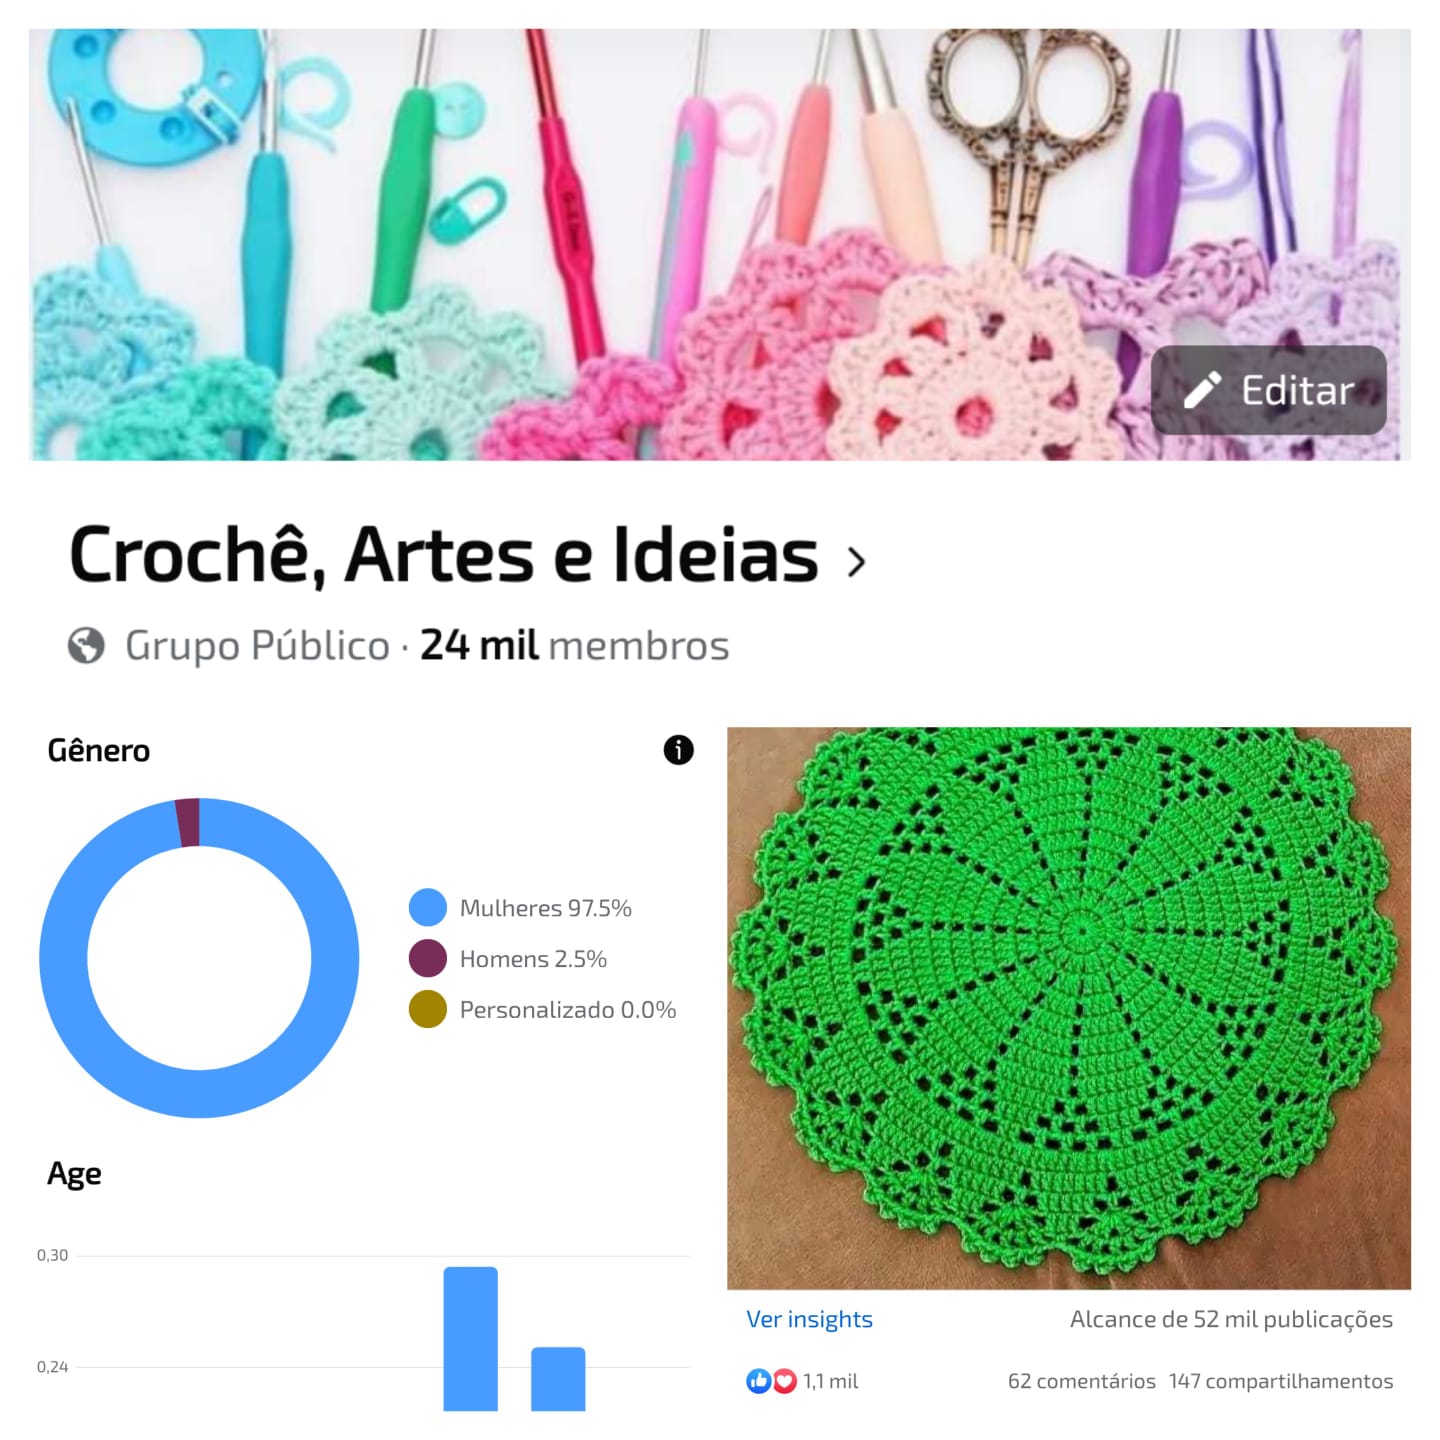 Editar
Crochê, Artes e Ideias
Grupo Público · 24 mil membros
Gênero
Mulheres 97.5%
Homens 2.5%
Personalizado 0.0%
Age
0,30
0,24
Ver insights
Alcance de 52 mil publicações
1,1 mil
62 comentários 147 compartilhamentos